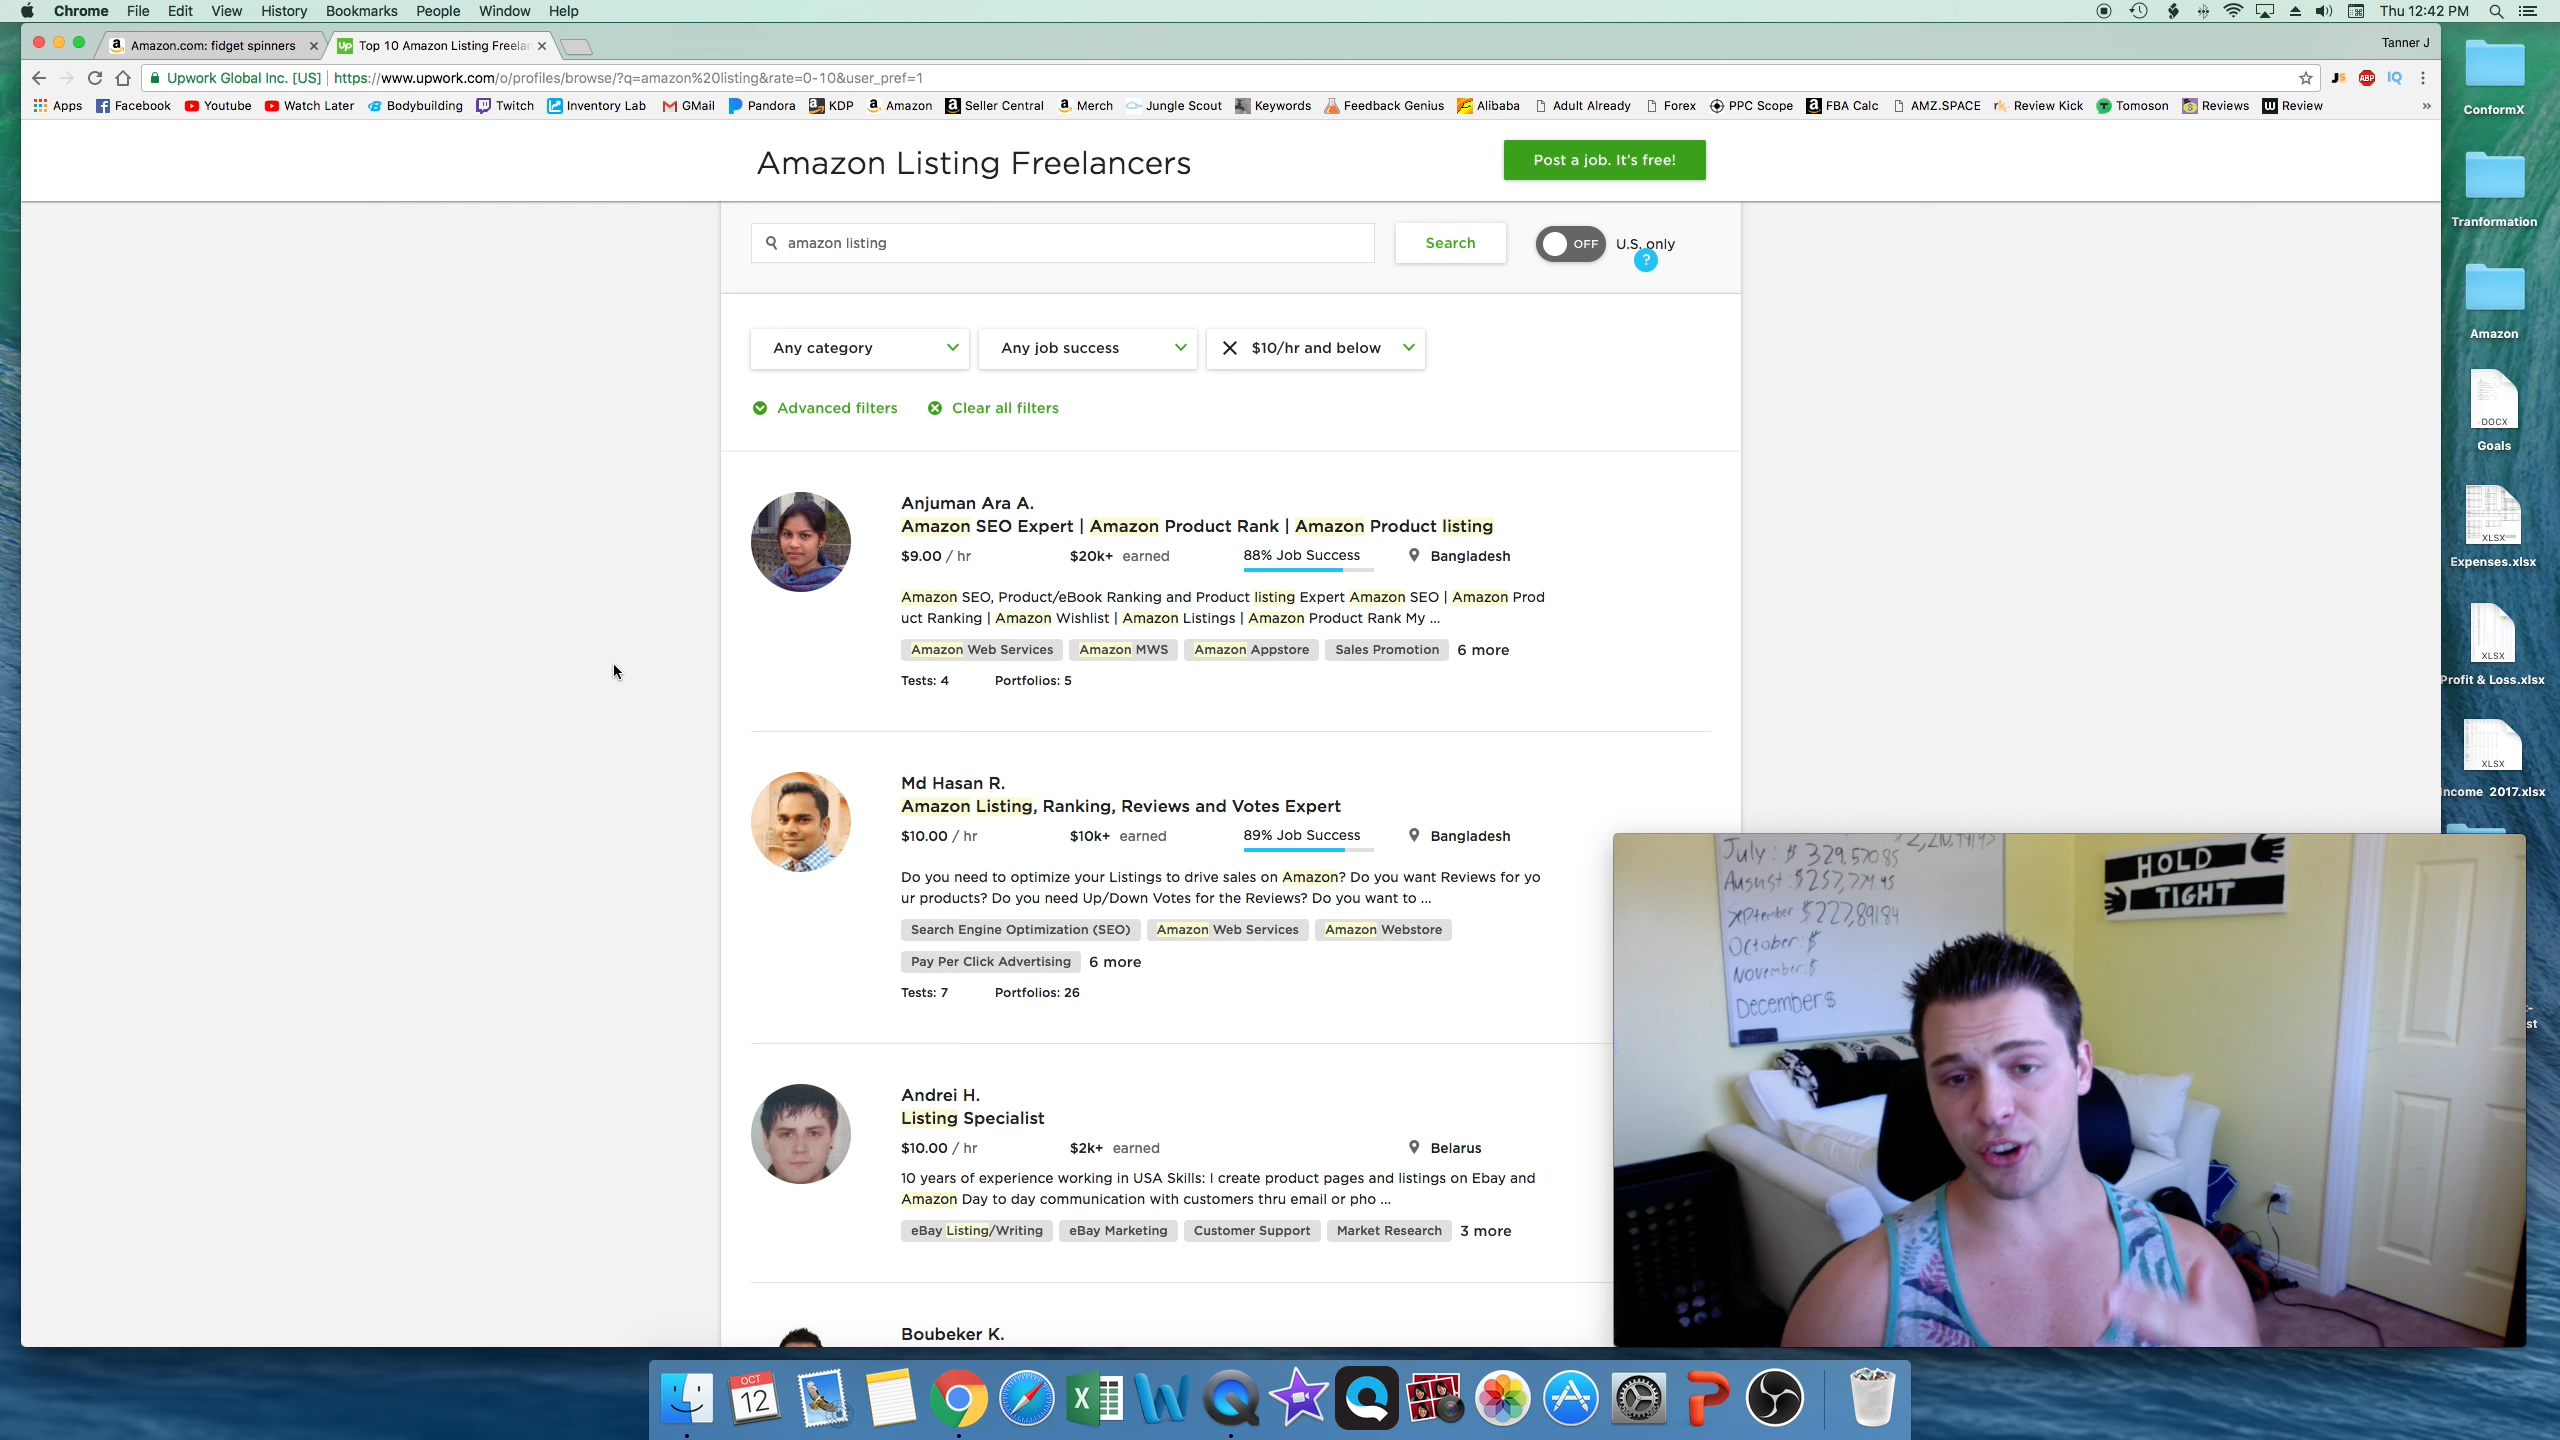 Chrome File Edit View History Bookmarks People Window Help
Thu 12:42 PM
Amazon.com: fidget spinners
Top 10 Amazon Listing Freelan
Tanner J
Upwork Global Inc. [US] | https://www.upwork.com/o/profiles/browse/?q=amazon%20listing&rate=0-10&user_pref=1
Apps Facebook Youtube Watch Later Bodybuilding Twitch Inventory Lab GMail Pandora KDP Amazon Seller Central Merch Jungle Scout Keywords Feedback Genius Alibaba Adult Already Forex PPC Scope FBA Calc AMZ.SPACE Review Kick Tomoson Reviews Review »
Amazon Listing Freelancers
Post a job. It's free!
amazon listing
Search
OFF
U.S. only
?
Any category
Any job success
$10/hr and below
Advanced filters
Clear all filters
Anjuman Ara A.
Amazon SEO Expert | Amazon Product Rank | Amazon Product listing
$9.00 / hr $20k+ earned 88% Job Success Bangladesh
Amazon SEO, Product/eBook Ranking and Product listing Expert Amazon SEO | Amazon Prod
uct Ranking | Amazon Wishlist | Amazon Listings | Amazon Product Rank My ...
Amazon Web Services Amazon MWS Amazon Appstore Sales Promotion 6 more
Tests: 4 Portfolios: 5
Md Hasan R.
Amazon Listing, Ranking, Reviews and Votes Expert
$10.00 / hr $10k+ earned 89% Job Success Bangladesh
Do you need to optimize your Listings to drive sales on Amazon? Do you want Reviews for yo
ur products? Do you need Up/Down Votes for the Reviews? Do you want to ...
Search Engine Optimization (SEO) Amazon Web Services Amazon Webstore
Pay Per Click Advertising 6 more
Tests: 7 Portfolios: 26
Andrei H.
Listing Specialist
$10.00 / hr $2k+ earned Belarus
10 years of experience working in USA Skills: I create product pages and listings on Ebay and
Amazon Day to day communication with customers thru email or pho ...
eBay Listing/Writing eBay Marketing Customer Support Market Research 3 more
Boubeker K.
ConformX
Tranformation
Amazon
DOCX
Goals
XLSX
Expenses.xlsx
XLSX
Profit & Loss.xlsx
XLSX
ncome 2017.xlsx
st
July: $ 329,570.85
August: $257,774.95
September $227,891.84
October: $
November: $
December $
HOLD
TIGHT
OCT
12